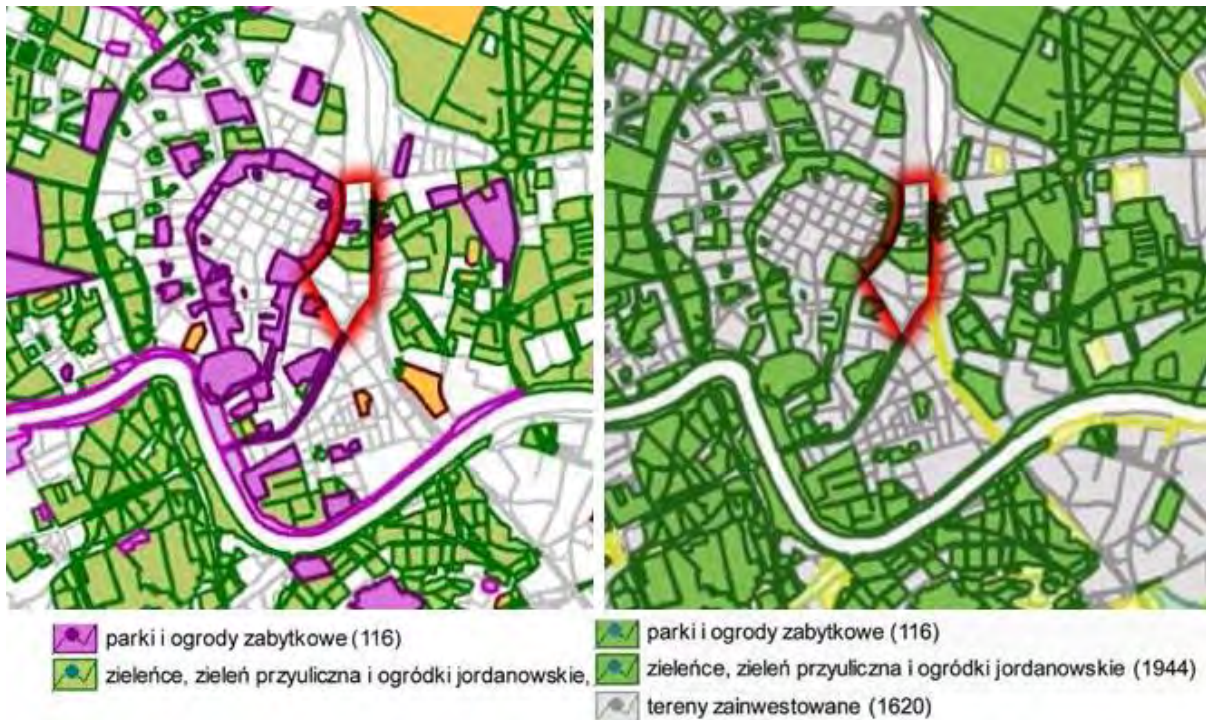 parki i ogrody zabytkowe (116)
zieleńce, zieleń przyuliczna i ogródki jordanowskie,
parki i ogrody zabytkowe (116)
zieleńce, zieleń przyuliczna i ogródki jordanowskie (1944)
tereny zainwestowane (1620)